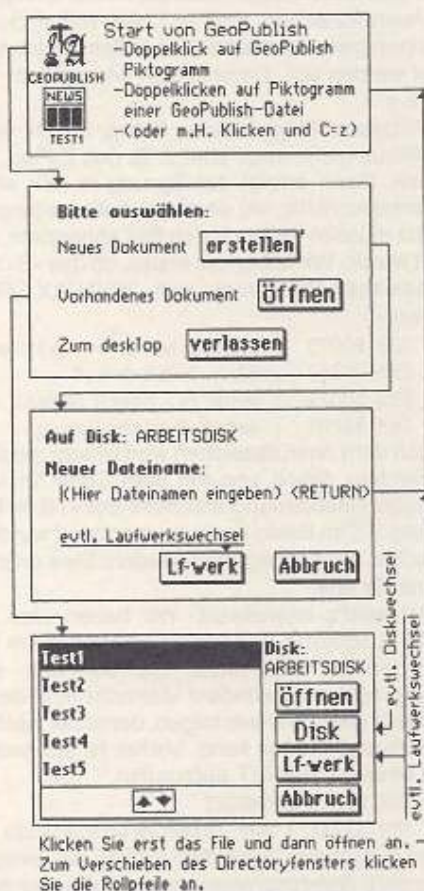 Start von GeoPublish
-Doppelklick auf GeoPublish
Piktogramm
-Doppelklicken auf Piktogramm
einer GeoPublish-Datei
-(oder m.H. Klicken und C=z)
GEOPUBLISH
NEWS
TEST1
Bitte auswählen:
Neues Dokument erstellen
Vorhandenes Dokument öffnen
Zum desktop verlassen
Auf Disk: ARBEITSDISK
Neuer Dateiname:
(Hier Dateinamen eingeben) <RETURN>
evtl. Laufwerkswechsel
Lf-werk Abbruch
Test1
Test2
Test3
Test4
Test5
Disk:
ARBEITSDISK
öffnen
Disk
Lf-werk
Abbruch
evtl. Diskwechsel
evtl. Laufwerkswechsel
Klicken Sie erst das File und dann öffnen an.
Zum Verschieben des Directoryfensters klicken
Sie die Rollpfeile an.